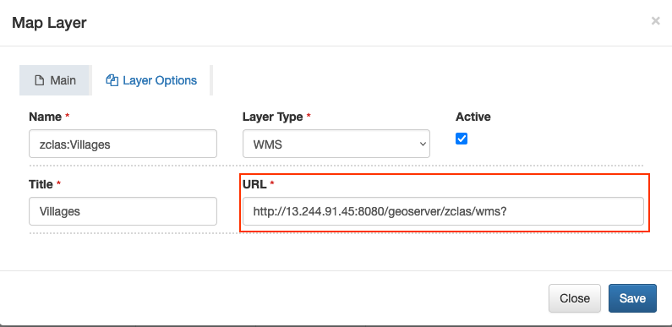 Map Layer
×
Main
Layer Options
Name *
Layer Type *
Active
zclas:Villages
WMS
Title *
URL *
Villages
http://13.244.91.45:8080/geoserver/zclas/wms?
Close
Save